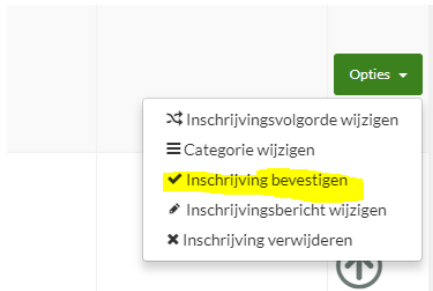 Opties
Inschrijvingsvolgorde wijzigen
Categorie wijzigen
Inschrijving bevestigen
Inschrijvingsbericht wijzigen
Inschrijving verwijderen